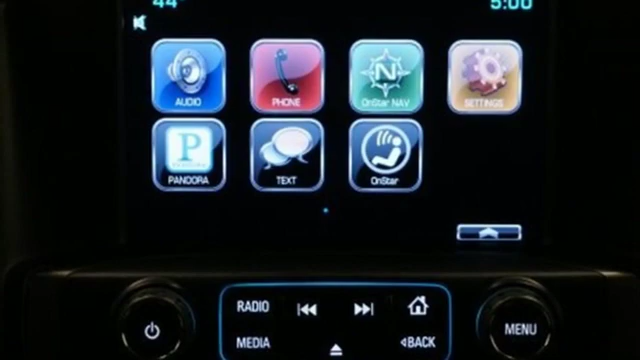 44°
5:00
AUDIO
PHONE
OnStar NAV
SETTINGS
P
PANDORA
TEXT
OnStar
RADIO
MEDIA
BACK
MENU